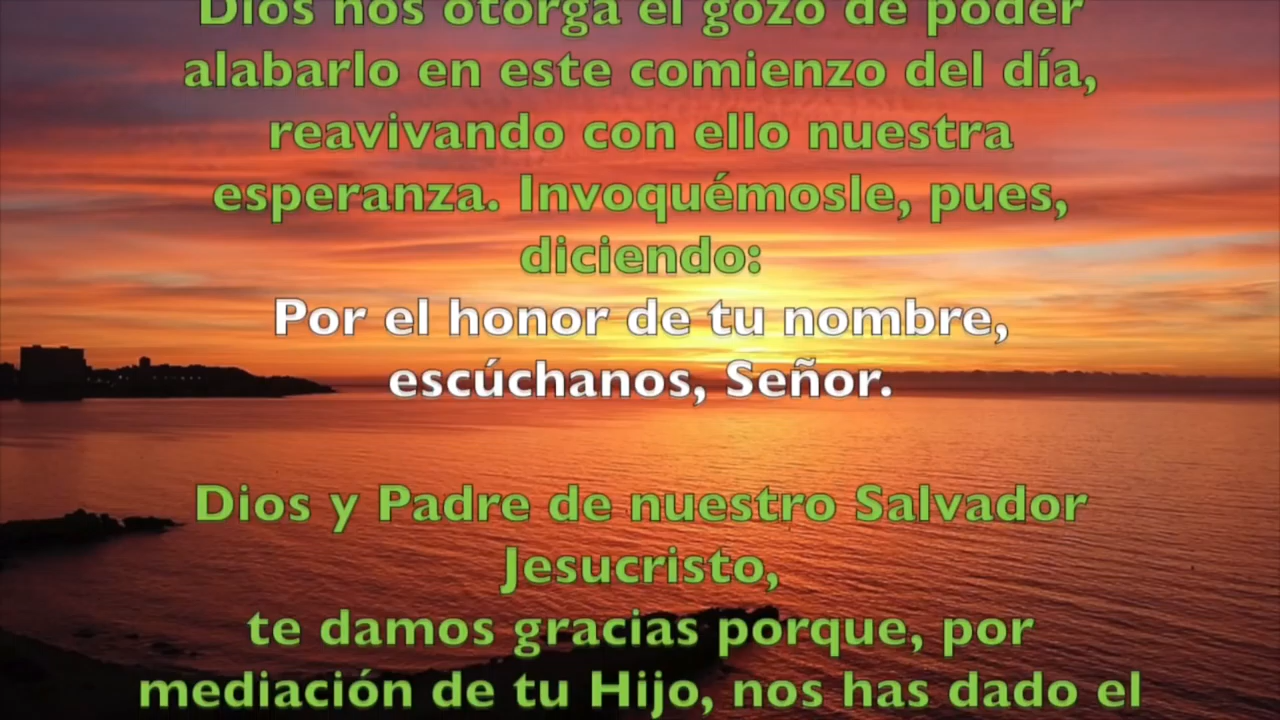 Dios nos otorga el gozo de poder
alabarlo en este comienzo del día,
reavivando con ello nuestra
esperanza. Invoquémosle, pues,
diciendo:
Por el honor de tu nombre,
escúchanos, Señor.
Dios y Padre de nuestro Salvador
Jesucristo,
te damos gracias porque, por
mediación de tu Hijo, nos has dado el